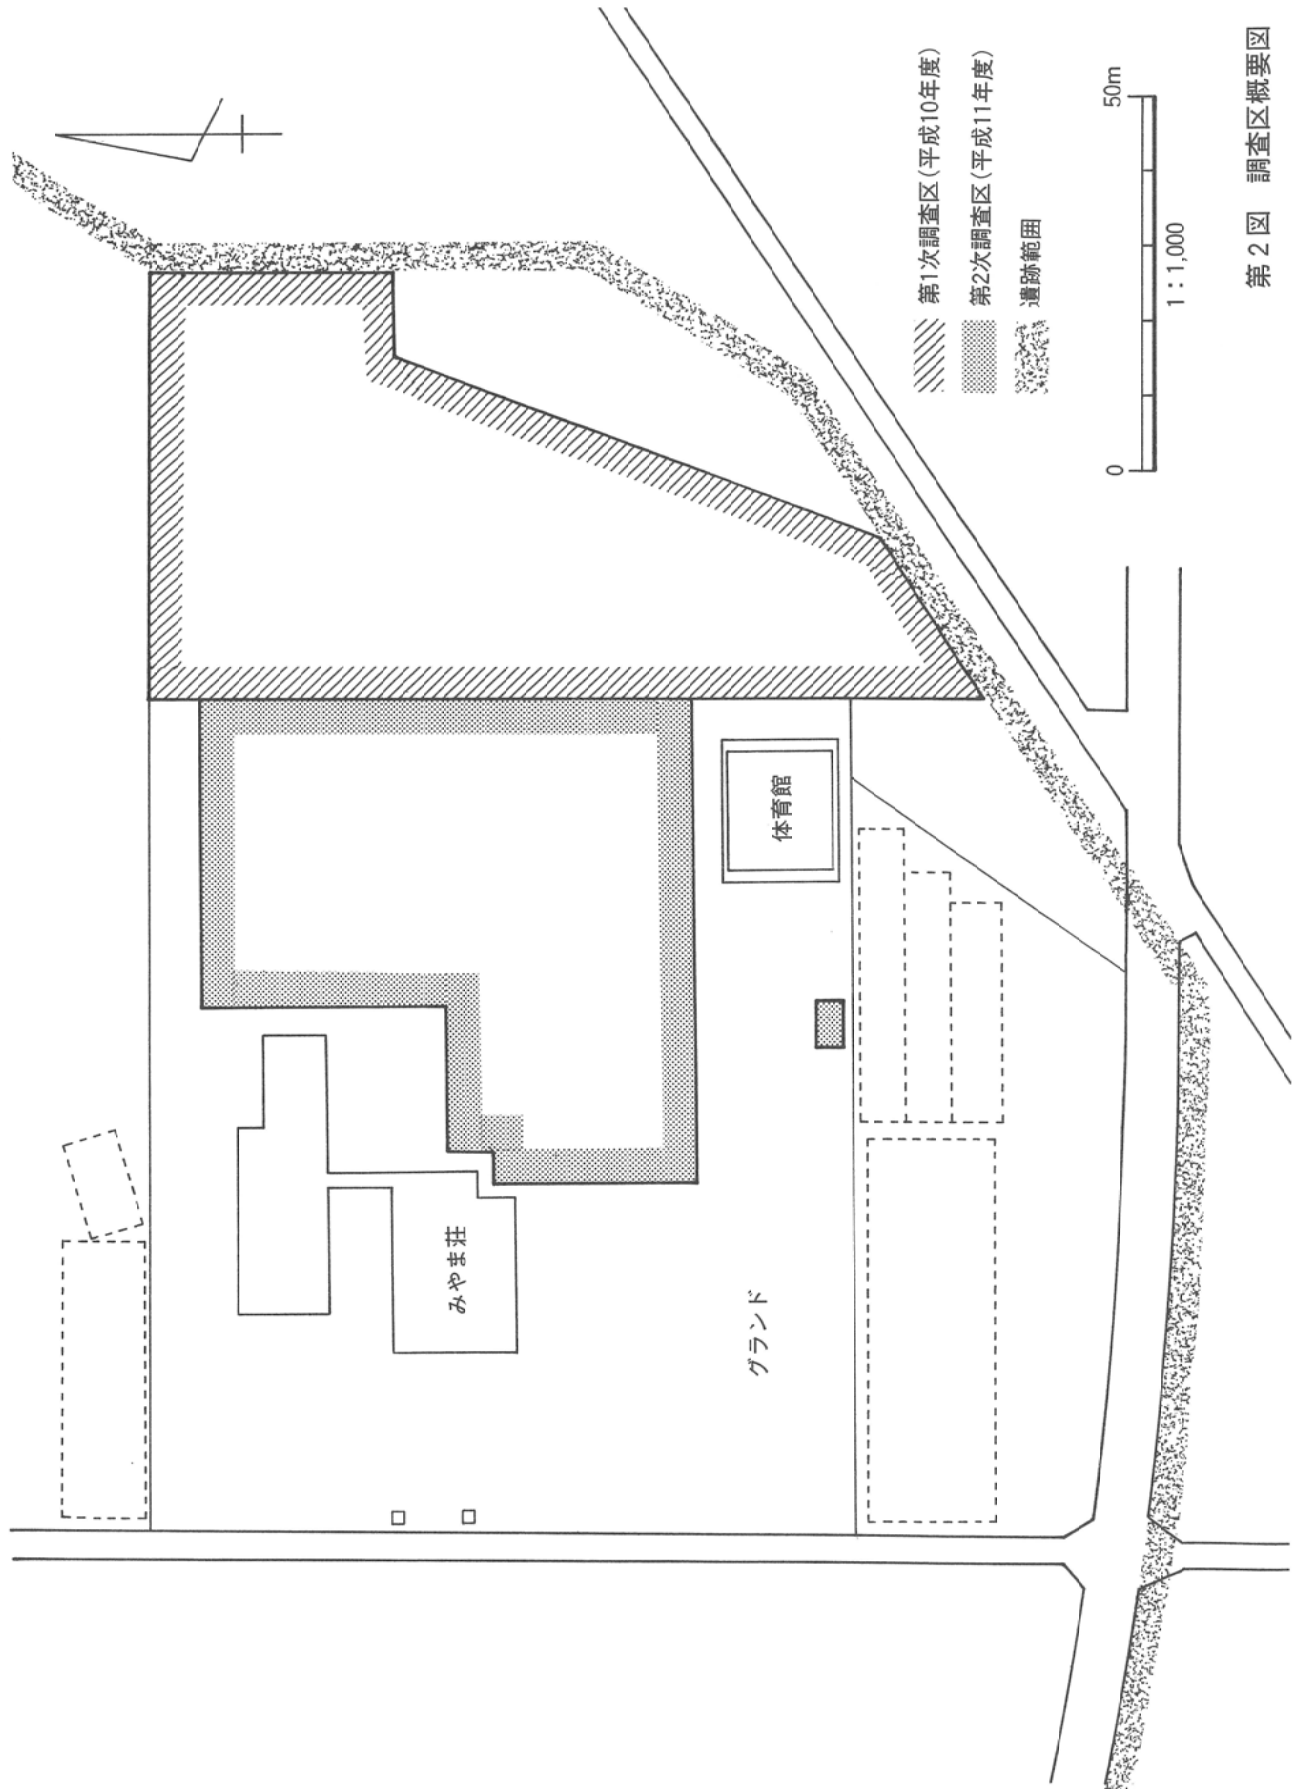 みやま荘
グランド
体育館
第1次調査区(平成10年度)
第2次調査区(平成11年度)
遺跡範囲
0
50m
1:1,000
第2図 調査区概要図